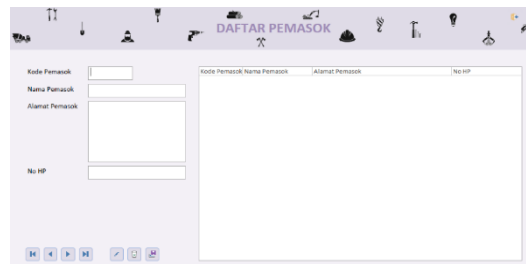 DAFTAR PEMASOK
Kode Pemasok
Nama Pemasok
Alamat Pemasok
No HP
Kode Pemasok Nama Pemasok Alamat Pemasok No HP